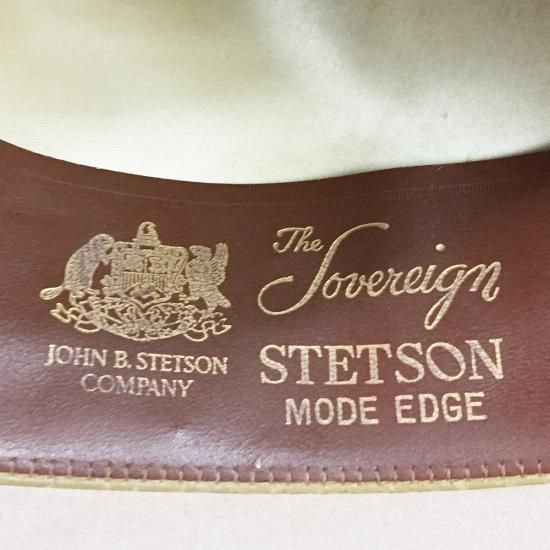 JOHN B. STETSON
COMPANY
The Sovereign
STETSON
MODE EDGE